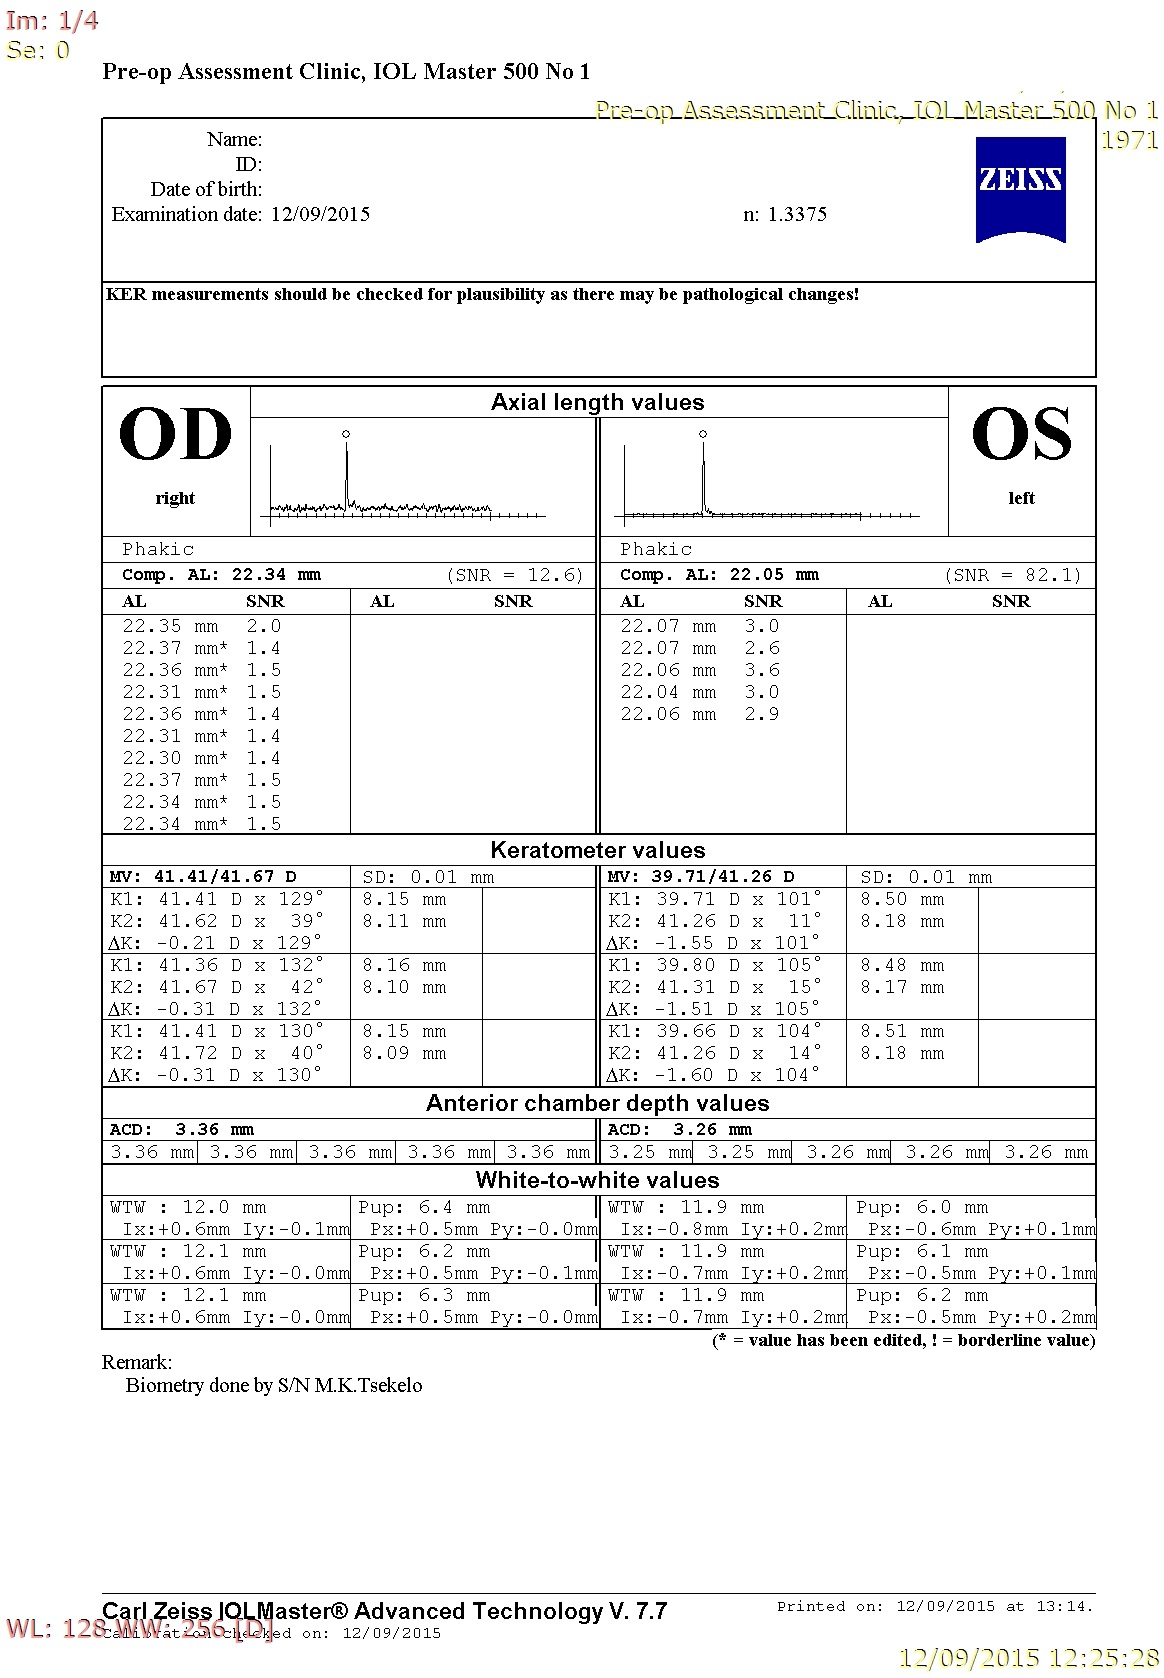 Im: 1/4
Se: 0
Pre-op Assessment Clinic, IOL Master 500 No 1
Pre-op Assessment Clinic, IOL Master 500 No 1
1971
Name:
ID:
Date of birth:
Examination date: 12/09/2015 n: 1.3375
ZEISS
KER measurements should be checked for plausibility as there may be pathological changes!
OD
right
Axial length values
OS
left
Phakic Phakic
Comp. AL: 22.34 mm (SNR = 12.6) Comp. AL: 22.05 mm (SNR = 82.1)
AL SNR AL SNR AL SNR AL SNR
22.35 mm 2.0 22.07 mm 3.0
22.37 mm* 1.4 22.07 mm 2.6
22.36 mm* 1.5 22.06 mm 3.6
22.31 mm* 1.5 22.04 mm 3.0
22.36 mm* 1.4 22.06 mm 2.9
22.31 mm* 1.4
22.30 mm* 1.4
22.37 mm* 1.5
22.34 mm* 1.5
22.34 mm* 1.5
Keratometer values
MV: 41.41/41.67 D SD: 0.01 mm MV: 39.71/41.26 D SD: 0.01 mm
K1: 41.41 D x 129° 8.15 mm K1: 39.71 D x 101° 8.50 mm
K2: 41.62 D x 39° 8.11 mm K2: 41.26 D x 11° 8.18 mm
ΔK: -0.21 D x 129° ΔK: -1.55 D x 101°
K1: 41.36 D x 132° 8.16 mm K1: 39.80 D x 105° 8.48 mm
K2: 41.67 D x 42° 8.10 mm K2: 41.31 D x 15° 8.17 mm
ΔK: -0.31 D x 132° ΔK: -1.51 D x 105°
K1: 41.41 D x 130° 8.15 mm K1: 39.66 D x 104° 8.51 mm
K2: 41.72 D x 40° 8.09 mm K2: 41.26 D x 14° 8.18 mm
ΔK: -0.31 D x 130° ΔK: -1.60 D x 104°
Anterior chamber depth values
ACD: 3.36 mm ACD: 3.26 mm
3.36 mm 3.36 mm 3.36 mm 3.36 mm 3.36 mm 3.25 mm 3.25 mm 3.26 mm 3.26 mm 3.26 mm
White-to-white values
WTW : 12.0 mm Pup: 6.4 mm WTW : 11.9 mm Pup: 6.0 mm
Ix:+0.6mm Iy:-0.1mm Px:+0.5mm Py:-0.0mm Ix:-0.8mm Iy:+0.2mm Px:-0.6mm Py:+0.1mm
WTW : 12.1 mm Pup: 6.2 mm WTW : 11.9 mm Pup: 6.1 mm
Ix:+0.6mm Iy:-0.0mm Px:+0.5mm Py:-0.1mm Ix:-0.7mm Iy:+0.2mm Px:-0.5mm Py:+0.1mm
WTW : 12.1 mm Pup: 6.3 mm WTW : 11.9 mm Pup: 6.2 mm
Ix:+0.6mm Iy:-0.0mm Px:+0.5mm Py:-0.0mm Ix:-0.7mm Iy:+0.2mm Px:-0.5mm Py:+0.2mm
(* = value has been edited, ! = borderline value)
Remark:
Biometry done by S/N M.K.Tsekelo
Carl Zeiss IOLMaster® Advanced Technology V. 7.7 Printed on: 12/09/2015 at 13:14.
WL: 128 WW: 256 [D]
Calibration checked on: 12/09/2015
12/09/2015 12:25:28